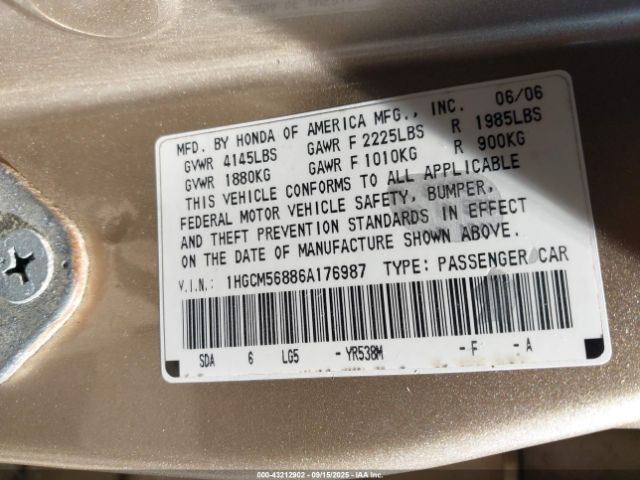 MFD. BY HONDA OF AMERICA MFG., INC. 06/06
GVWR 4145LBS GAWR F 2225LBS R 1985LBS
GVWR 1880KG GAWR F 1010KG R 900KG
THIS VEHICLE CONFORMS TO ALL APPLICABLE
FEDERAL MOTOR VEHICLE SAFETY, BUMPER,
AND THEFT PREVENTION STANDARDS IN EFFECT
ON THE DATE OF MANUFACTURE SHOWN ABOVE.
V.I.N.: 1HGCM56886A176987 TYPE: PASSENGER CAR
SDA 6 LG5 -YR538M -F -A
© IAA 43212902 - 09/15/2025 - IAAI.COM